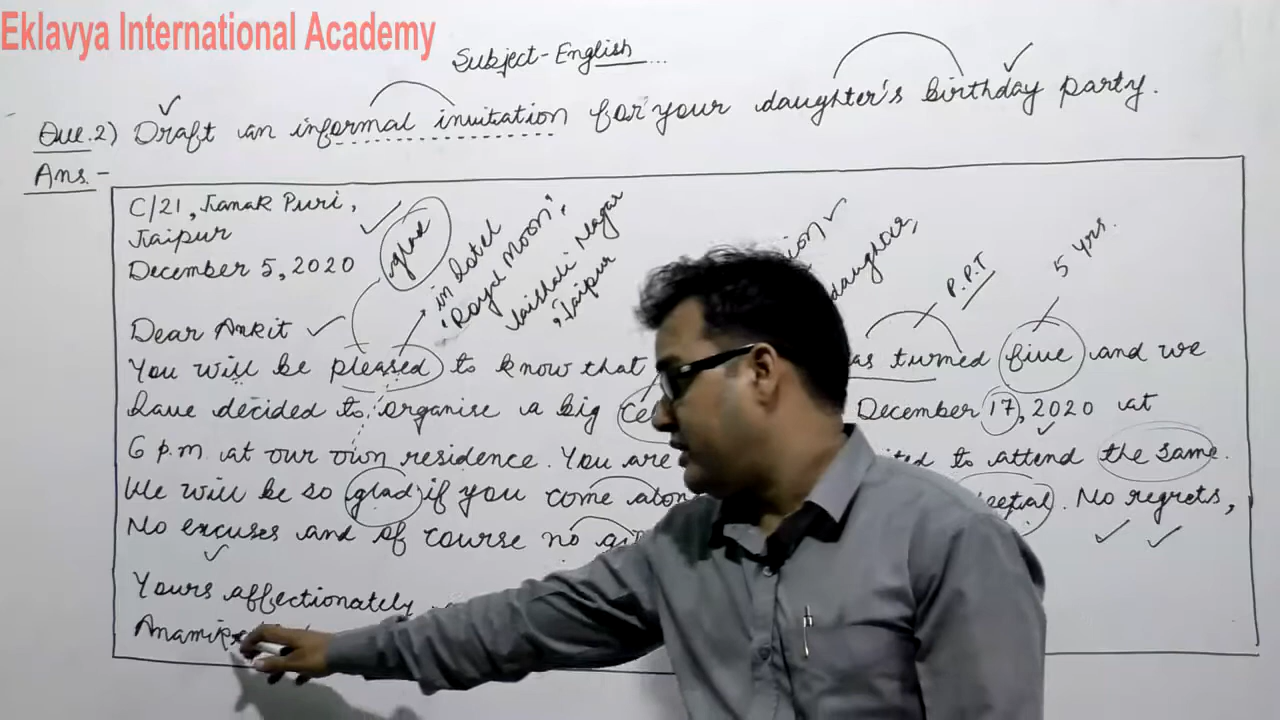 Eklavya International Academy
Subject-English...
Que.2) Draft an informal invitation for your daughter's birthday party.
Ans.-
C/21, Janak Puri,
Jaipur
December 5, 2020
glad
in hotel
'Royal Moon',
Vaishali Nagar
Jaipur
daughter,
P.P.T
5 yrs.
Dear Ankit
You will be pleased to know that turned five and we
have decided to organise a big December 17, 2020 at
6 p.m. at our own residence. You are to attend the same.
We will be so glad if you come No regrets,
No excuses and of course no
Yours affectionately